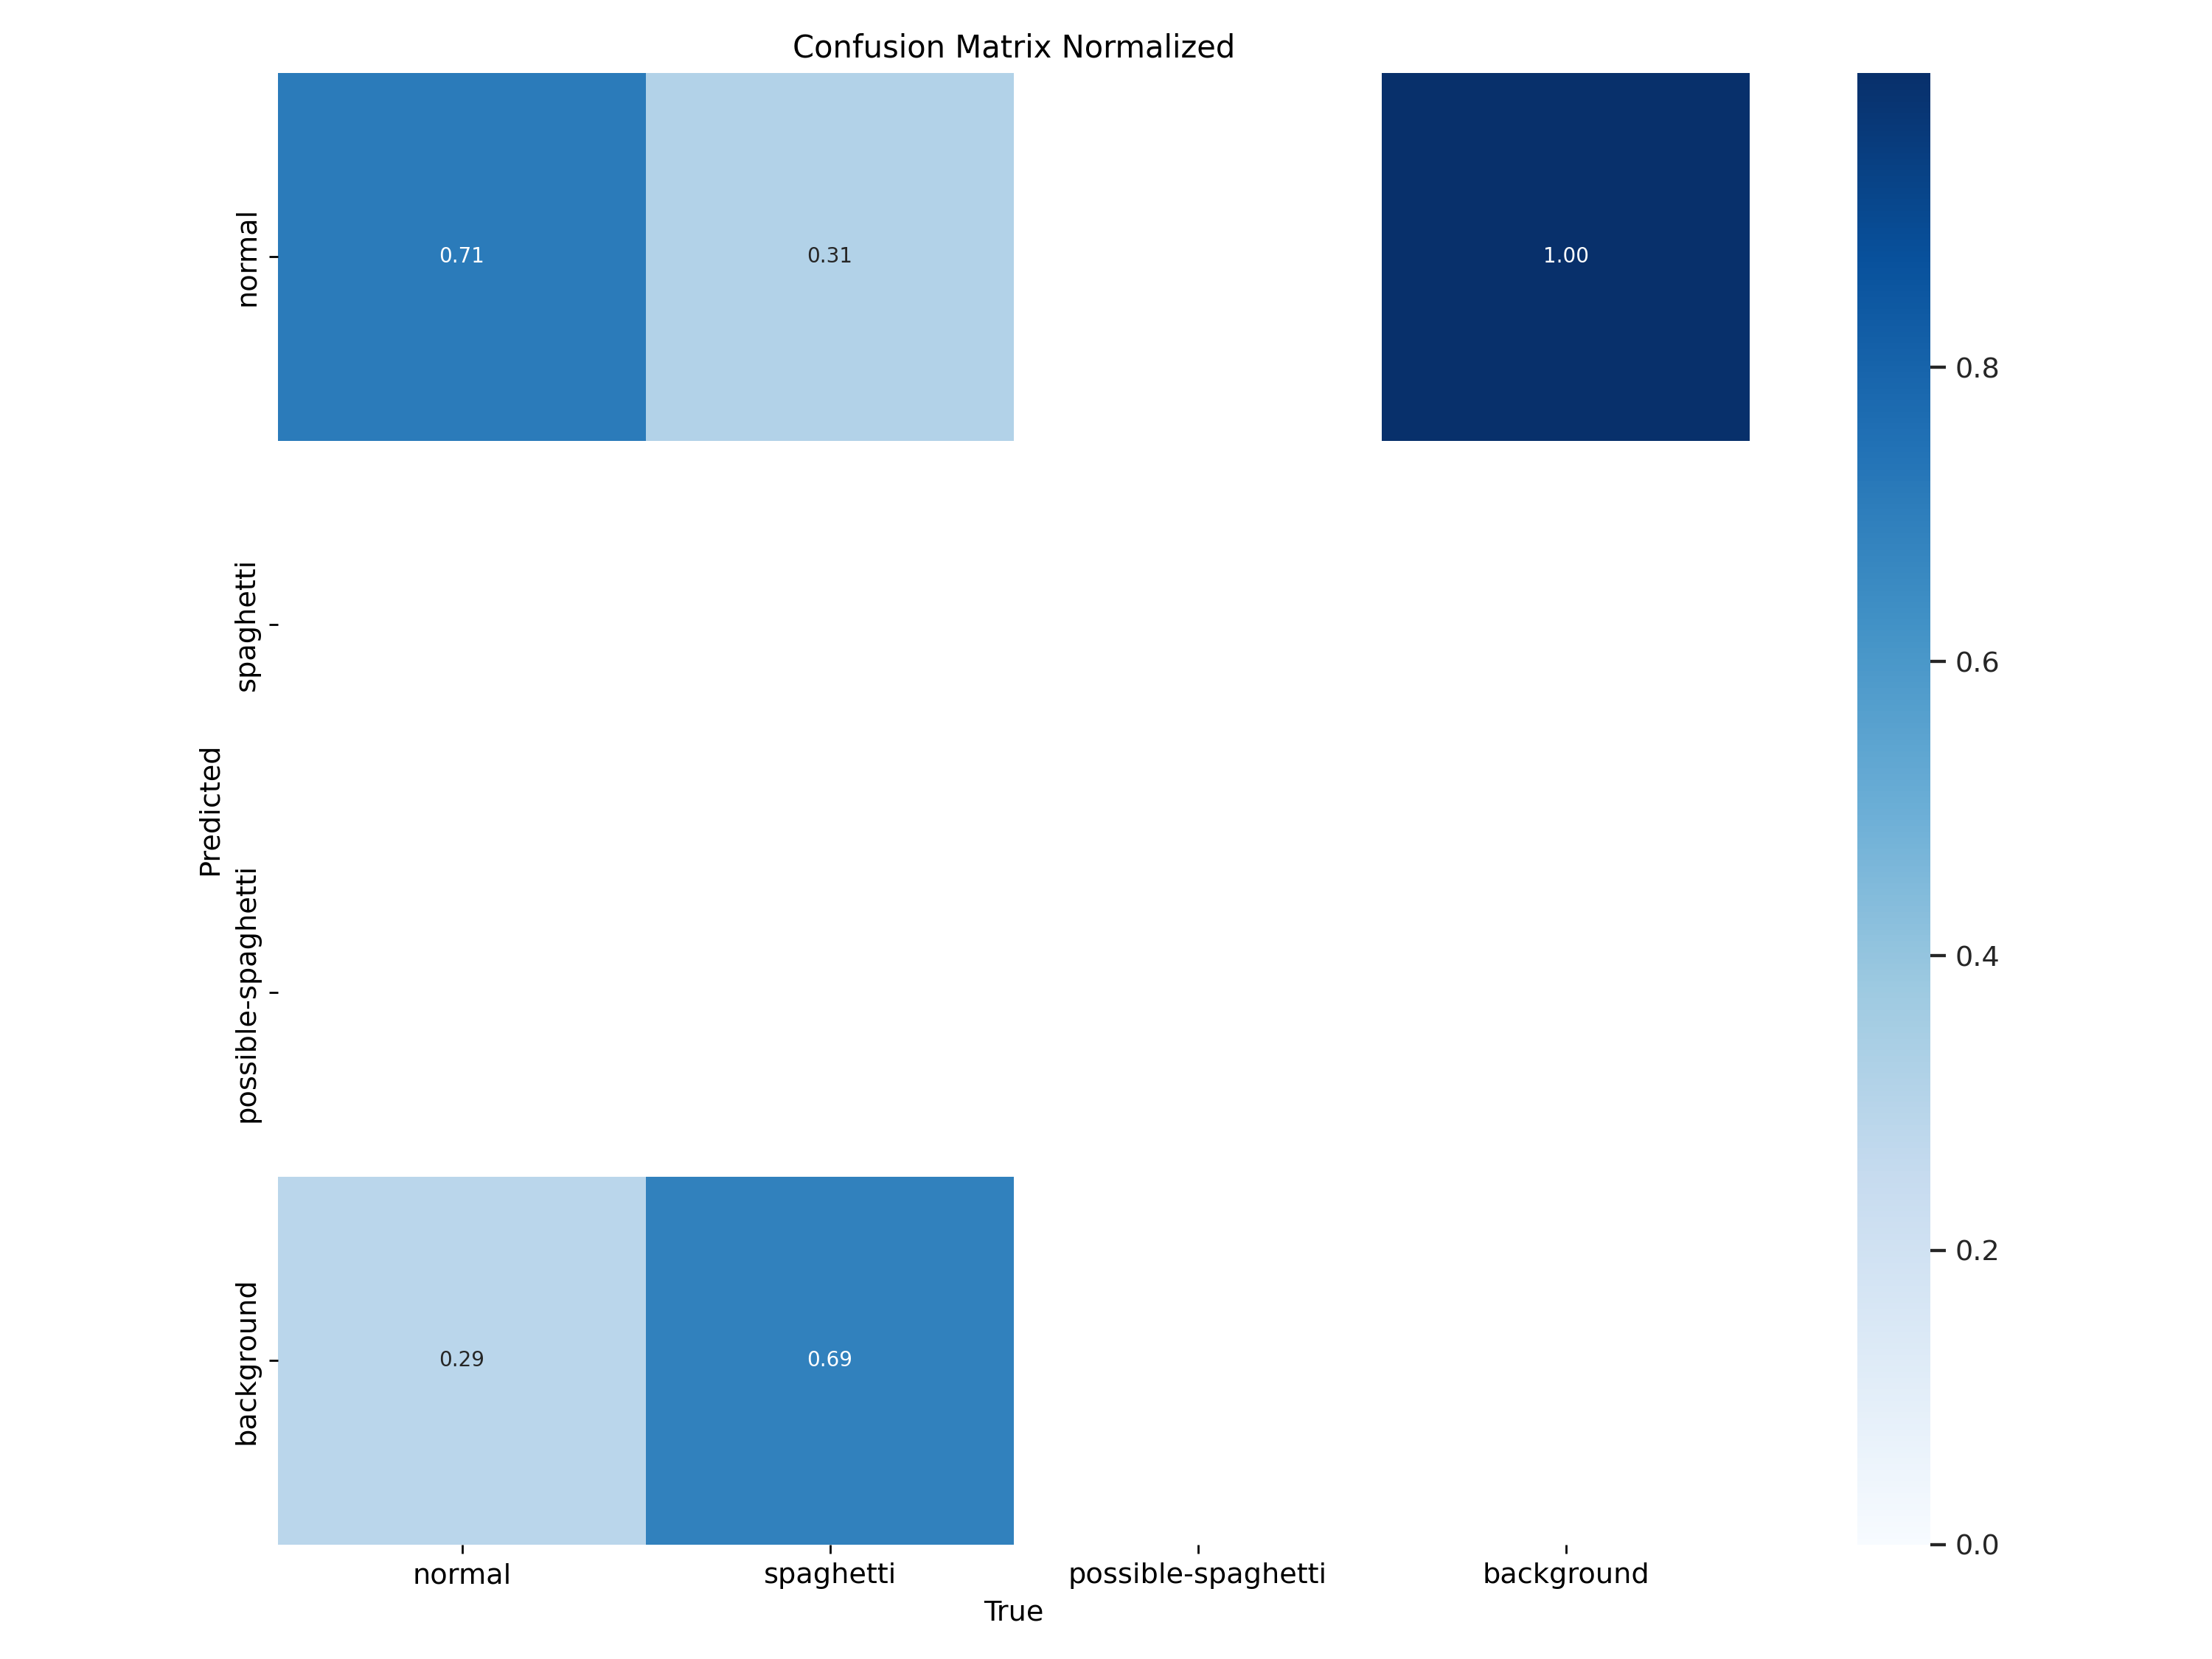 Confusion Matrix Normalized
normal
0.71
0.31
1.00
spaghetti
possible-spaghetti
background
0.29
0.69
Predicted
normal
spaghetti
possible-spaghetti
background
True
0.8
0.6
0.4
0.2
0.0